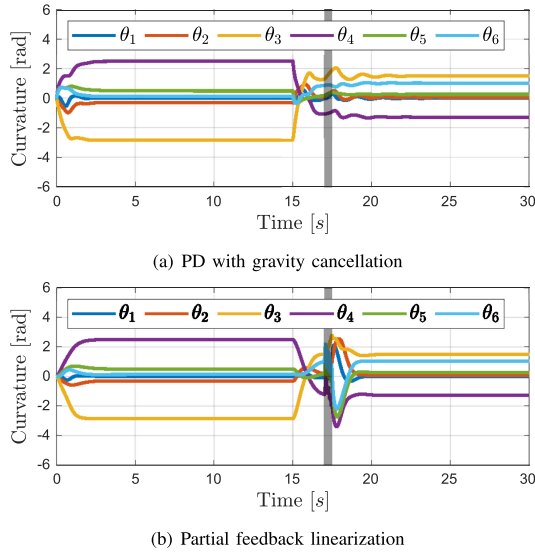 6
4
2
0
-2
-4
-6
Curvature [rad]
θ1 θ2 θ3 θ4 θ5 θ6
0 5 10 15 20 25 30
Time [s]
(a) PD with gravity cancellation
6
4
2
0
-2
-4
-6
Curvature [rad]
θ1 θ2 θ3 θ4 θ5 θ6
0 5 10 15 20 25 30
Time [s]
(b) Partial feedback linearization